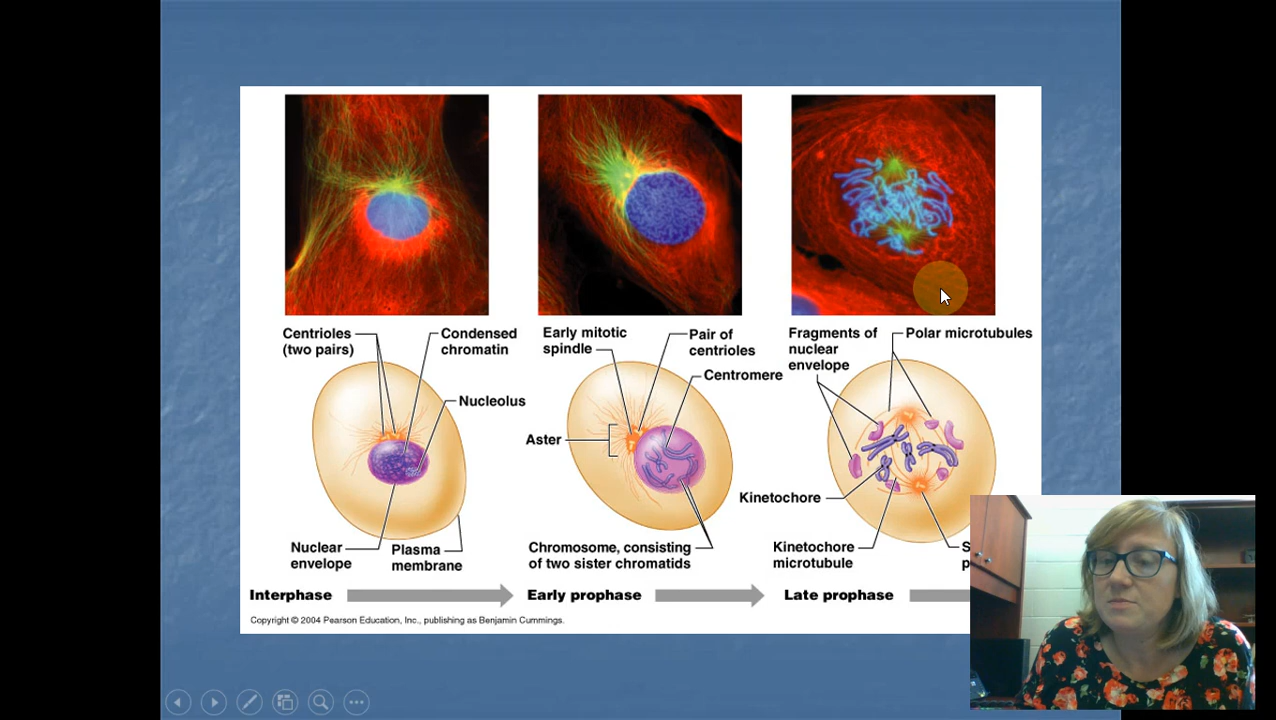 Centrioles
(two pairs)
Condensed
chromatin
Nucleolus
Nuclear
envelope
Plasma
membrane
Interphase
Early mitotic
spindle
Pair of
centrioles
Centromere
Aster
Chromosome, consisting
of two sister chromatids
Early prophase
Fragments of
nuclear
envelope
Polar microtubules
Kinetochore
Kinetochore
microtubule
Late prophase
Copyright © 2004 Pearson Education, Inc., publishing as Benjamin Cummings.